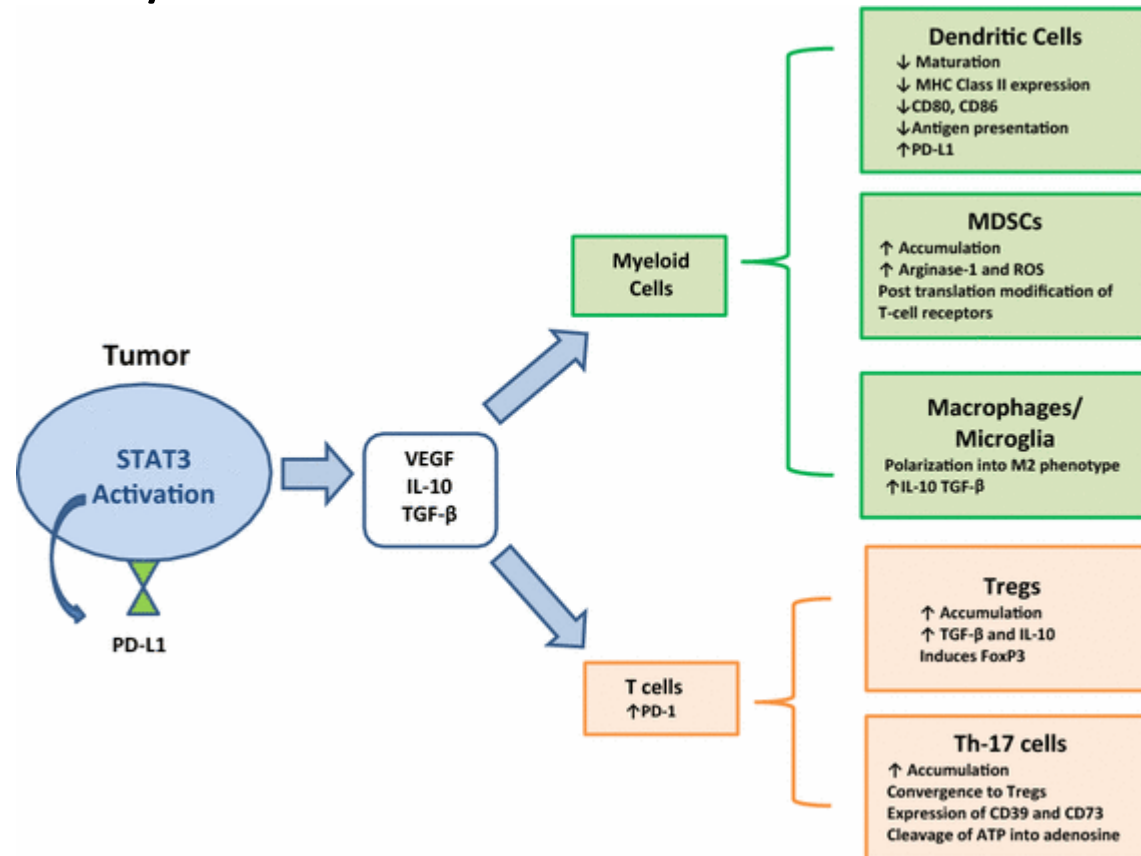 Tumor
STAT3
Activation
PD-L1
VEGF
IL-10
TGF-β
Myeloid
Cells
Dendritic Cells
↓ Maturation
↓ MHC Class II expression
↓CD80, CD86
↓Antigen presentation
↑PD-L1
MDSCs
↑ Accumulation
↑ Arginase-1 and ROS
Post translation modification of
T-cell receptors
Macrophages/
Microglia
Polarization into M2 phenotype
↑IL-10 TGF-β
T cells
↑PD-1
Tregs
↑ Accumulation
↑ TGF-β and IL-10
Induces FoxP3
Th-17 cells
↑ Accumulation
Convergence to Tregs
Expression of CD39 and CD73
Cleavage of ATP into adenosine